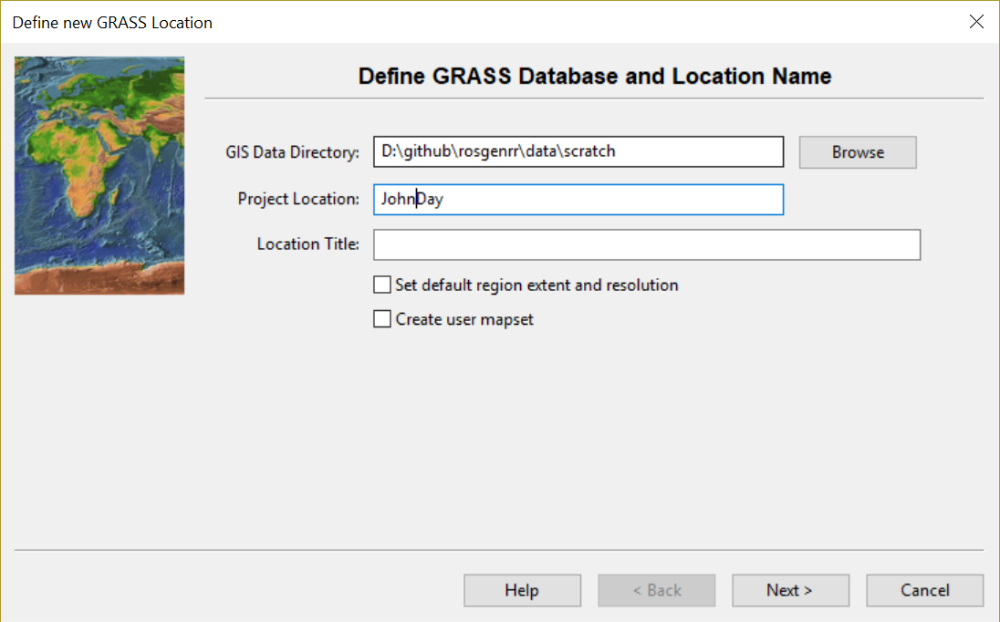 Define new GRASS Location
Define GRASS Database and Location Name
GIS Data Directory: D:\github\rosgenrr\data\scratch Browse
Project Location: JohnDay
Location Title:
Set default region extent and resolution
Create user mapset
Help < Back Next > Cancel